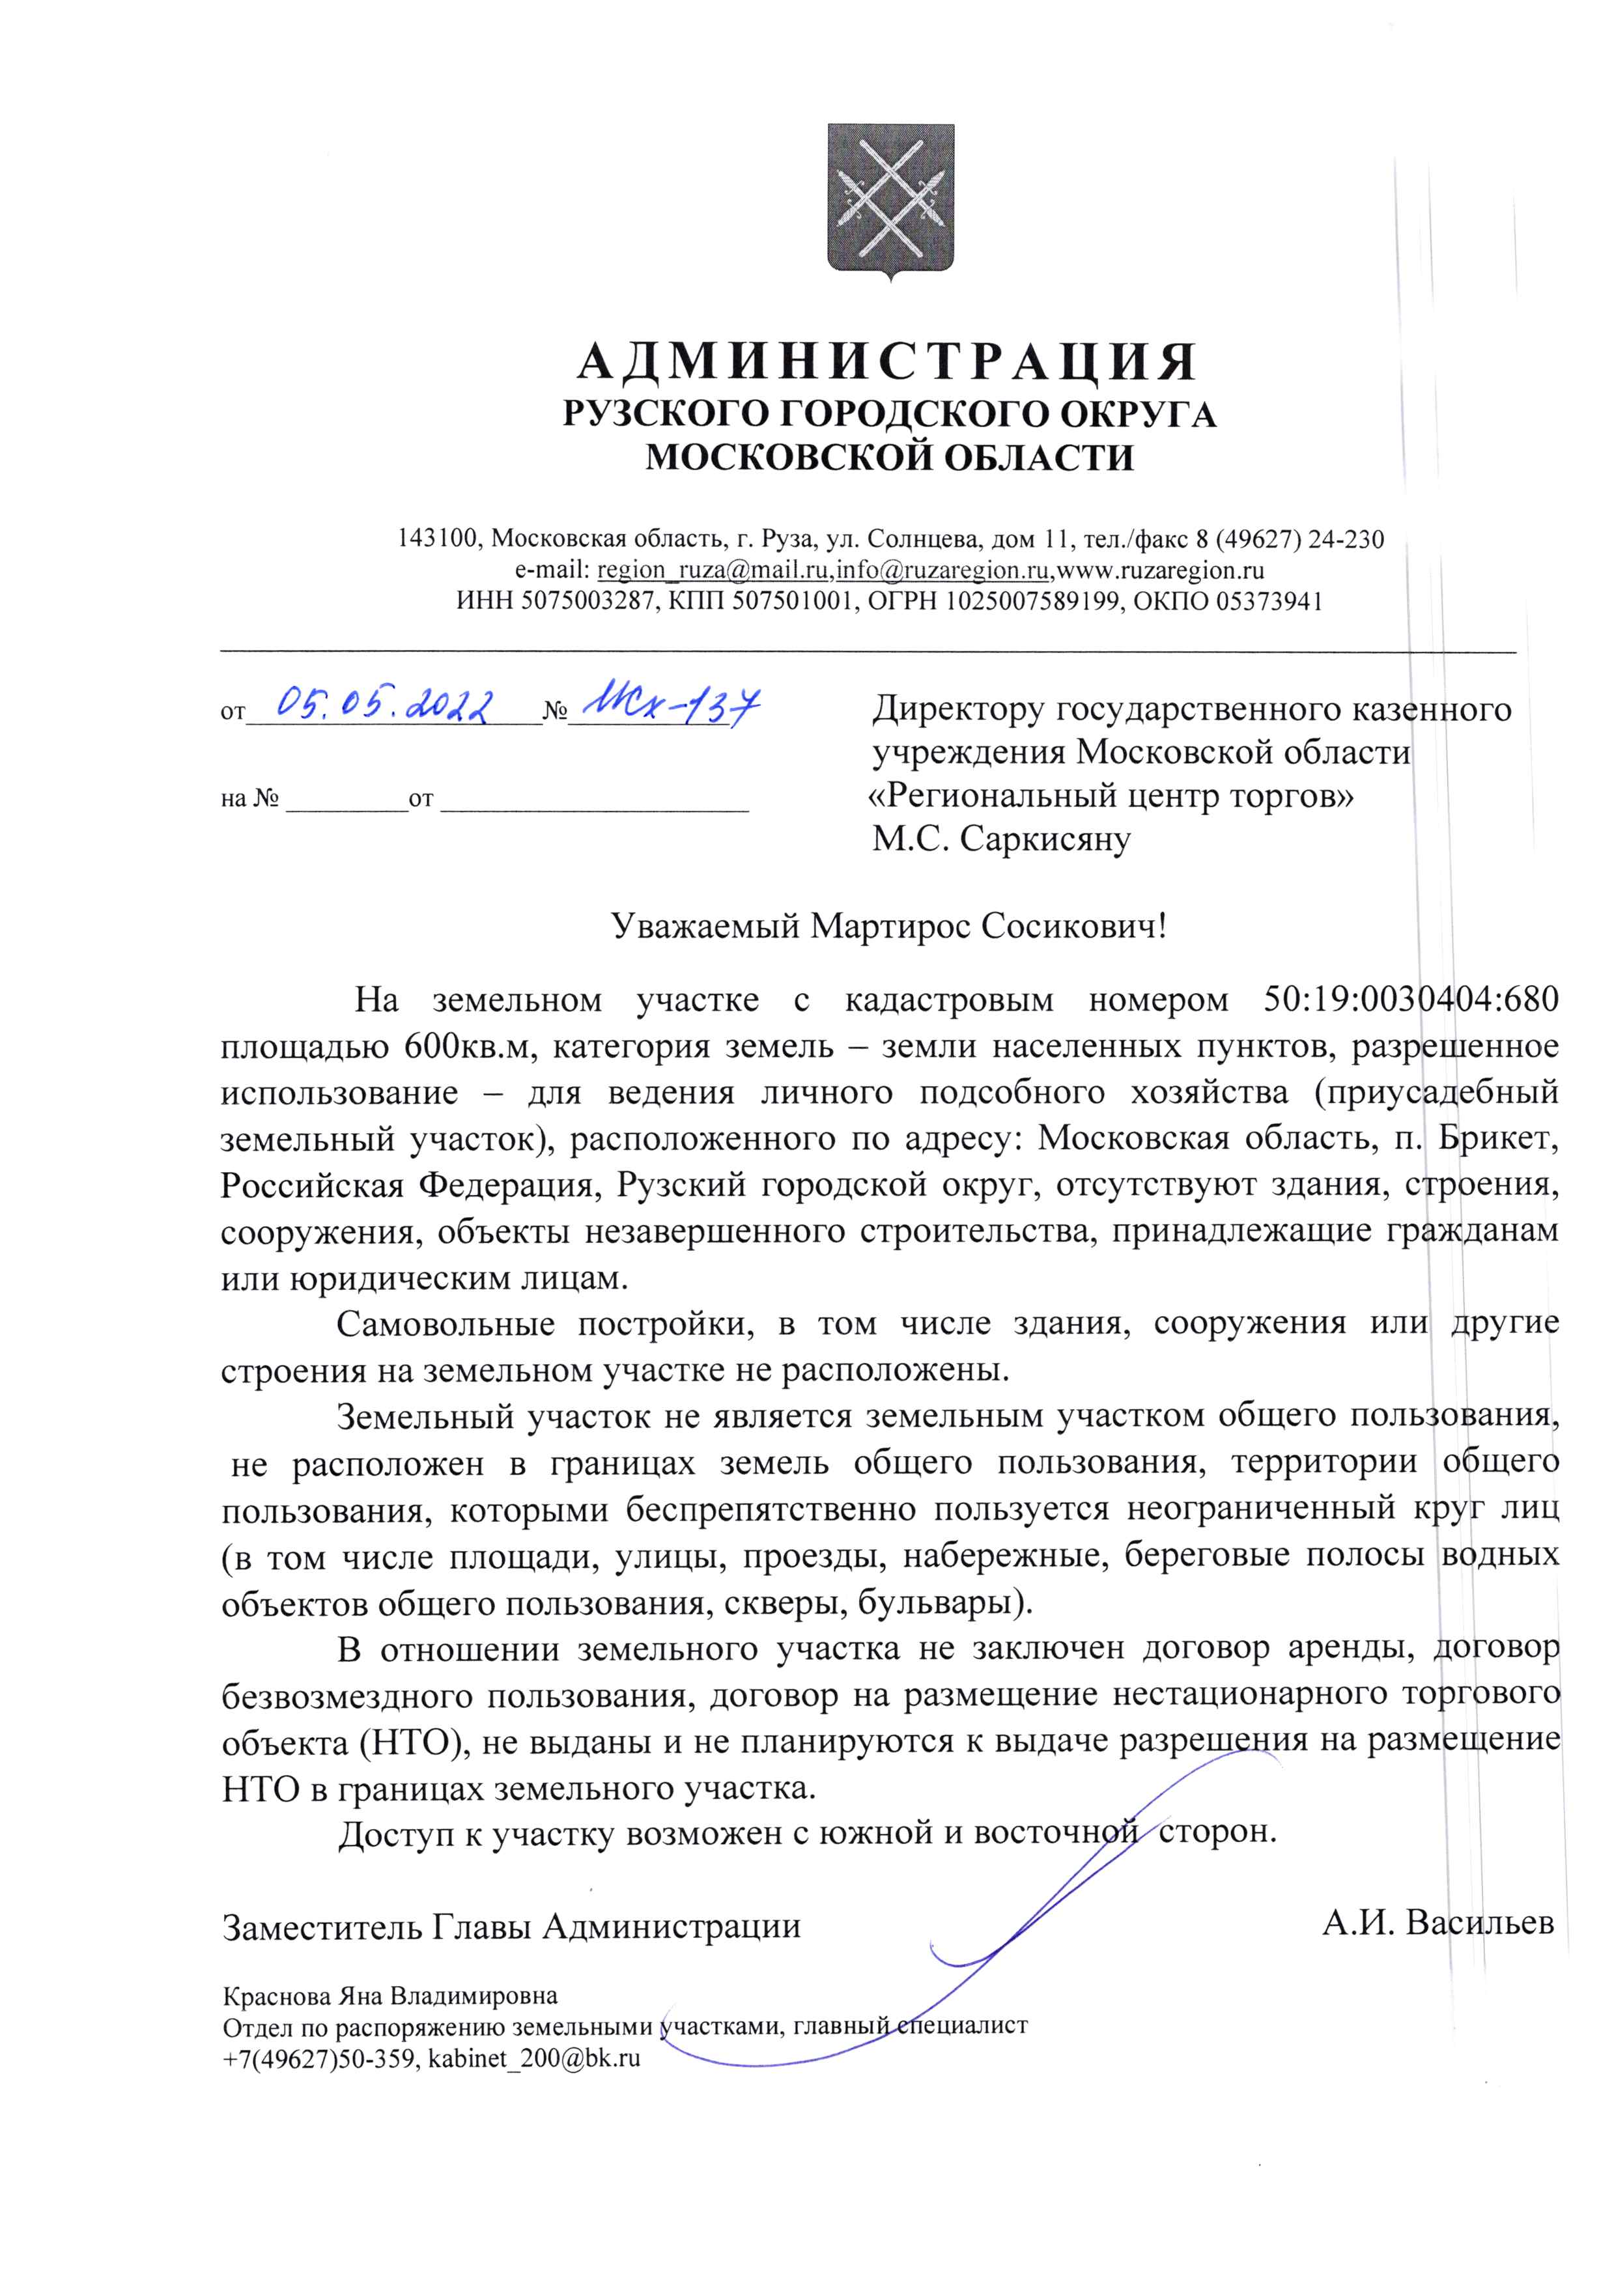 АДМИНИСТРАЦИЯ
РУЗСКОГО ГОРОДСКОГО ОКРУГА
МОСКОВСКОЙ ОБЛАСТИ
143100, Московская область, г. Руза, ул. Солнцева, дом 11, тел./факс 8 (49627) 24-230
e-mail: region_ruza@mail.ru,info@ruzaregion.ru,www.ruzaregion.ru
ИНН 5075003287, КПП 507501001, ОГРН 1025007589199, ОКПО 05373941
от 05.05.2022 № Исх-137
на № __________от __________
Директору государственного казенного
учреждения Московской области
«Региональный центр торгов»
М.С. Саркисяну
Уважаемый Мартирос Сосикович!
На земельном участке с кадастровым номером 50:19:0030404:680
площадью 600кв.м, категория земель – земли населенных пунктов, разрешенное
использование – для ведения личного подсобного хозяйства (приусадебный
земельный участок), расположенного по адресу: Московская область, п. Брикет,
Российская Федерация, Рузский городской округ, отсутствуют здания, строения,
сооружения, объекты незавершенного строительства, принадлежащие гражданам
или юридическим лицам.
Самовольные постройки, в том числе здания, сооружения или другие
строения на земельном участке не расположены.
Земельный участок не является земельным участком общего пользования,
не расположен в границах земель общего пользования, территории общего
пользования, которыми беспрепятственно пользуется неограниченный круг лиц
(в том числе площади, улицы, проезды, набережные, береговые полосы водных
объектов общего пользования, скверы, бульвары).
В отношении земельного участка не заключен договор аренды, договор
безвозмездного пользования, договор на размещение нестационарного торгового
объекта (НТО), не выданы и не планируются к выдаче разрешения на размещение
НТО в границах земельного участка.
Доступ к участку возможен с южной и восточной сторон.
Заместитель Главы Администрации А.И. Васильев
Краснова Яна Владимировна
Отдел по распоряжению земельными участками, главный специалист
+7(49627)50-359, kabinet_200@bk.ru